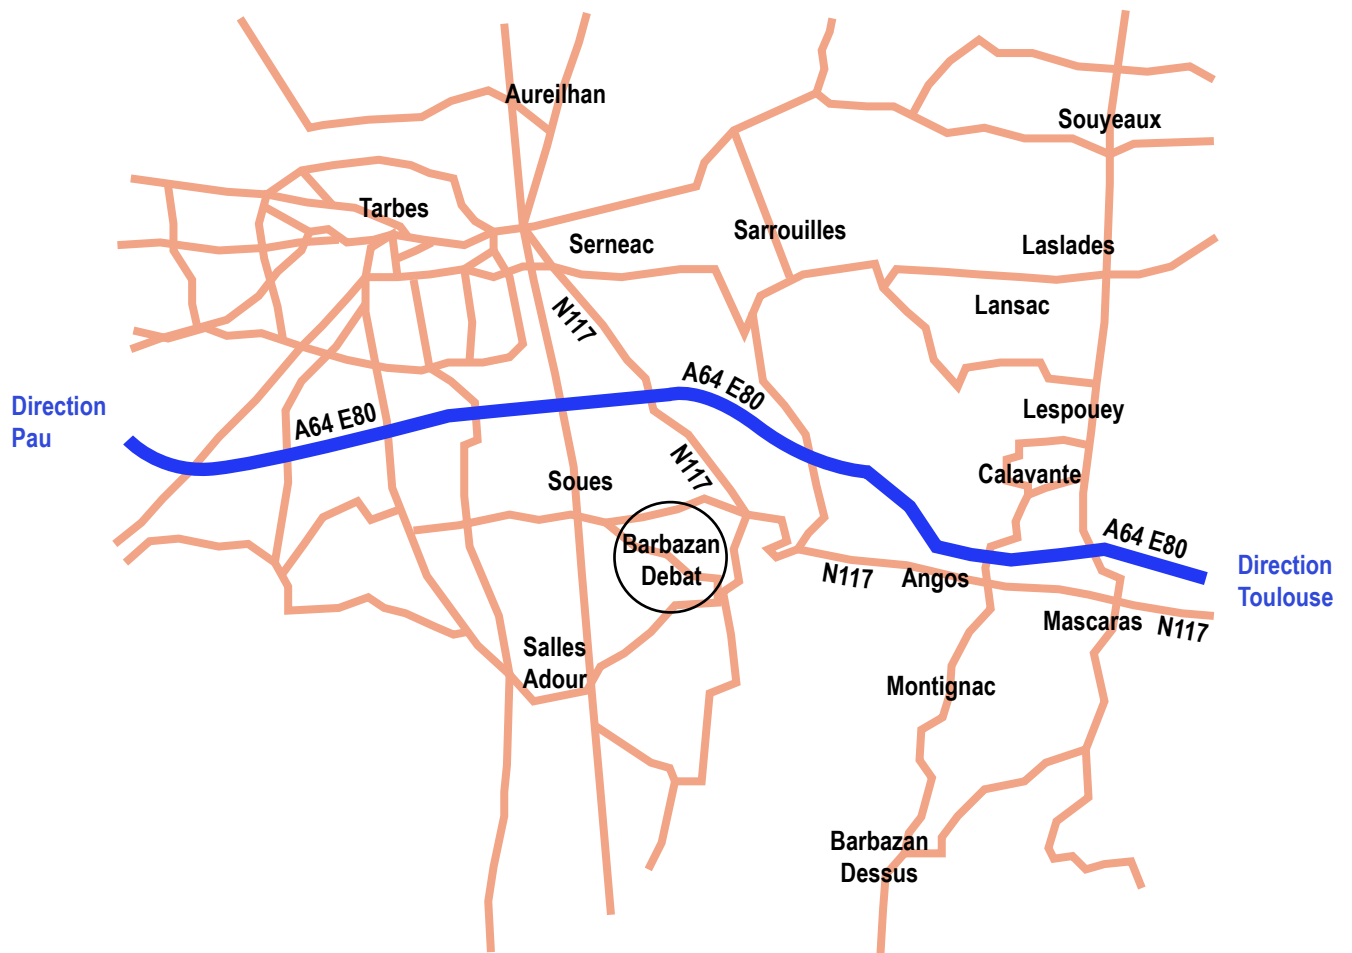 Aureilhan
Souyeaux
Tarbes
Sarrouilles
Serneac
Laslades
Lansac
N117
A64 E80
Direction
Pau
A64 E80
Lespouey
N117
Soues
Calavante
Barbazan
Debat
A64 E80
Direction
Toulouse
N117
Angos
Mascaras
N117
Salles
Adour
Montignac
Barbazan
Dessus